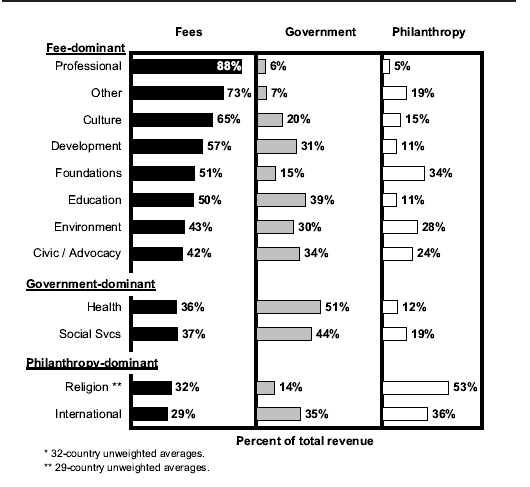 Fees Government Philanthropy
Fee-dominant
Professional 88% 6% 5%
Other 73% 7% 19%
Culture 65% 20% 15%
Development 57% 31% 11%
Foundations 51% 15% 34%
Education 50% 39% 11%
Environment 43% 30% 28%
Civic / Advocacy 42% 34% 24%
Government-dominant
Health 36% 51% 12%
Social Svcs 37% 44% 19%
Philanthropy-dominant
Religion ** 32% 14% 53%
International 29% 35% 36%
Percent of total revenue
* 32-country unweighted averages.
** 29-country unweighted averages.